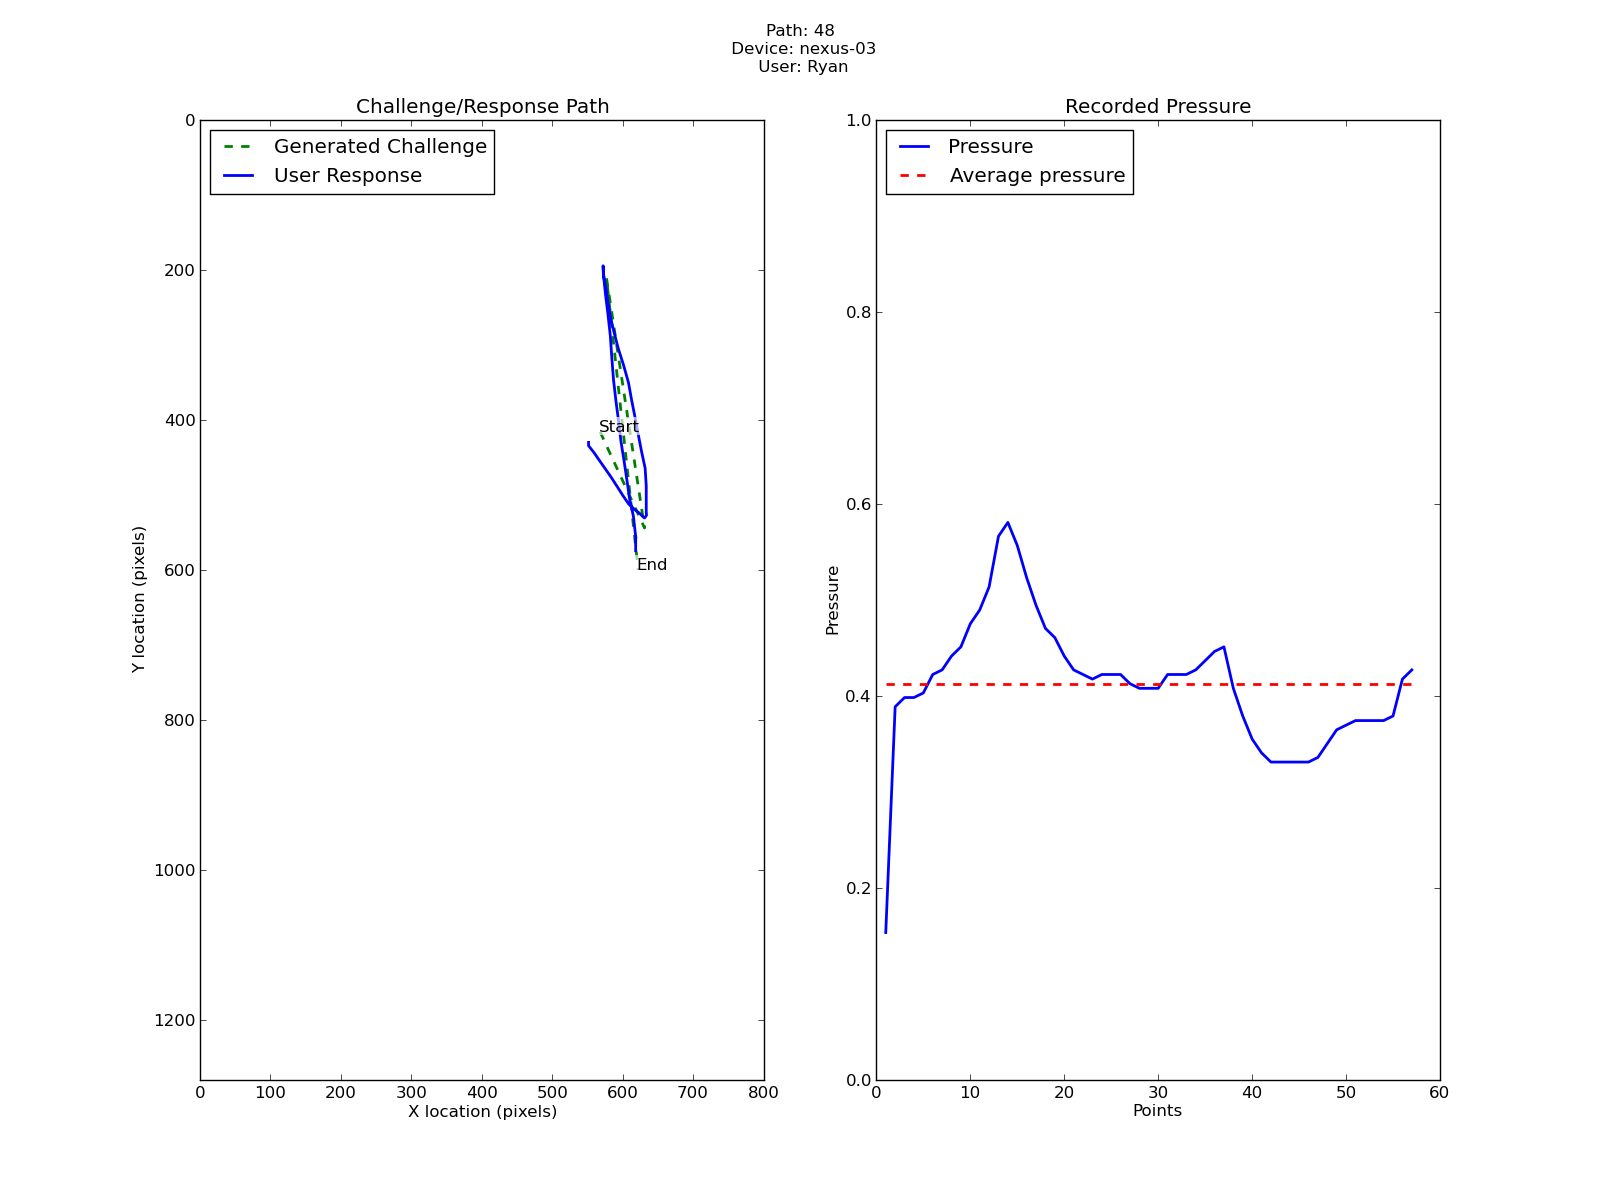 Path: 48
Device: nexus-03
User: Ryan
Challenge/Response Path
Generated Challenge
User Response
0
200
400
600
800
1000
1200
Y location (pixels)
Start
End
0 100 200 300 400 500 600 700 800
X location (pixels)
Recorded Pressure
Pressure
Average pressure
1.0
0.8
0.6
0.4
0.2
0.0
Pressure
0 10 20 30 40 50 60
Points